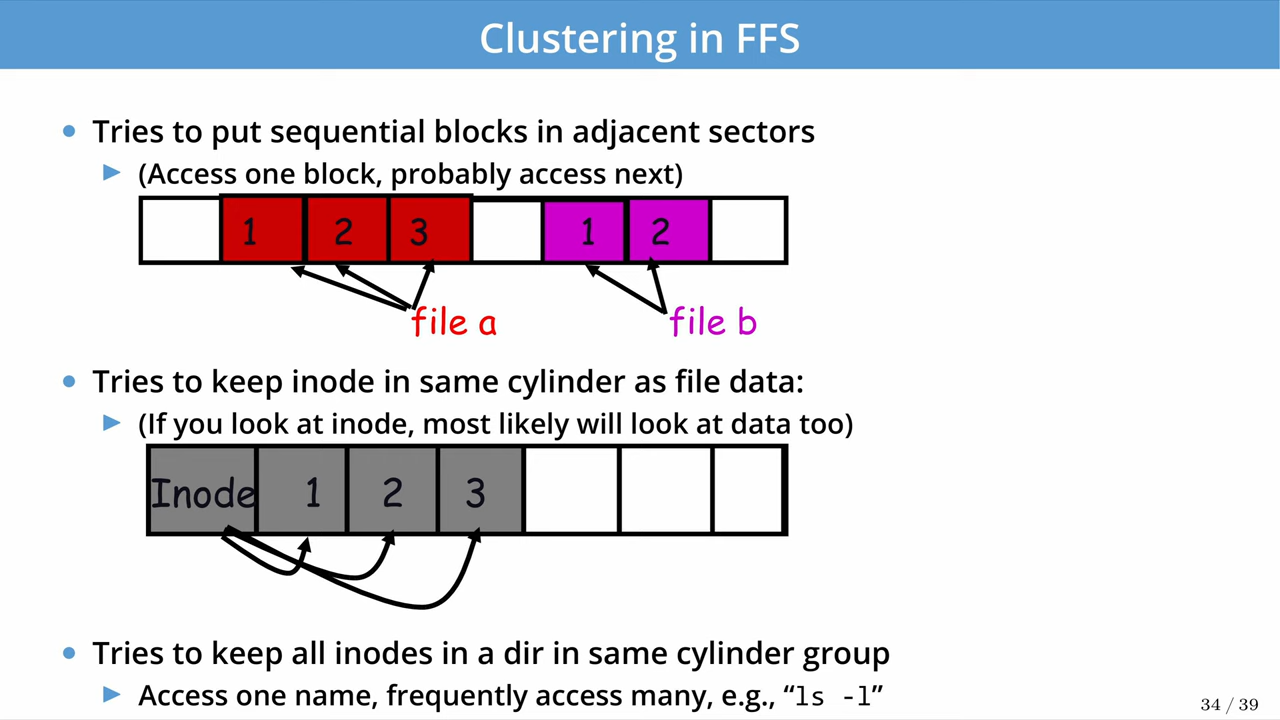 Clustering in FFS
• Tries to put sequential blocks in adjacent sectors
▶ (Access one block, probably access next)
1 2 3 1 2
file a file b
• Tries to keep inode in same cylinder as file data:
▶ (If you look at inode, most likely will look at data too)
Inode 1 2 3
• Tries to keep all inodes in a dir in same cylinder group
▶ Access one name, frequently access many, e.g., “ls -l”
34 / 39